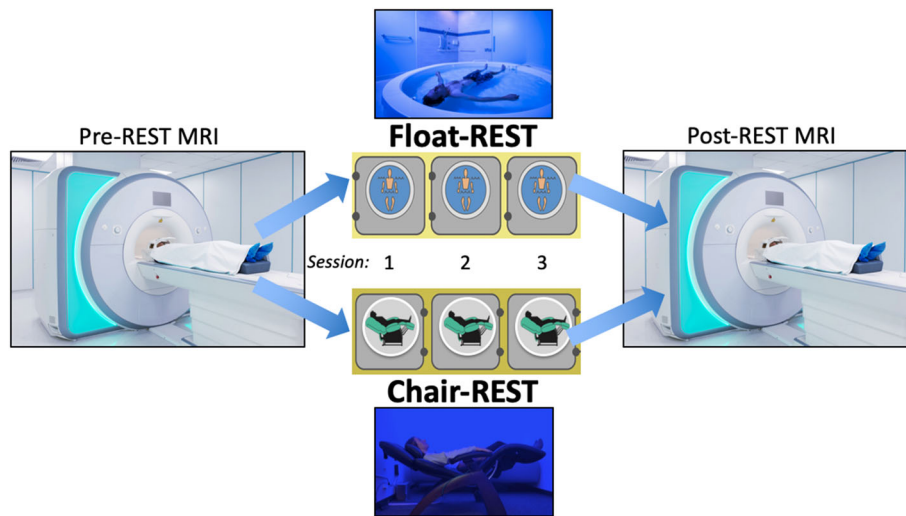 Pre-REST MRI
Float-REST
Post-REST MRI
Session: 1 2 3
Chair-REST